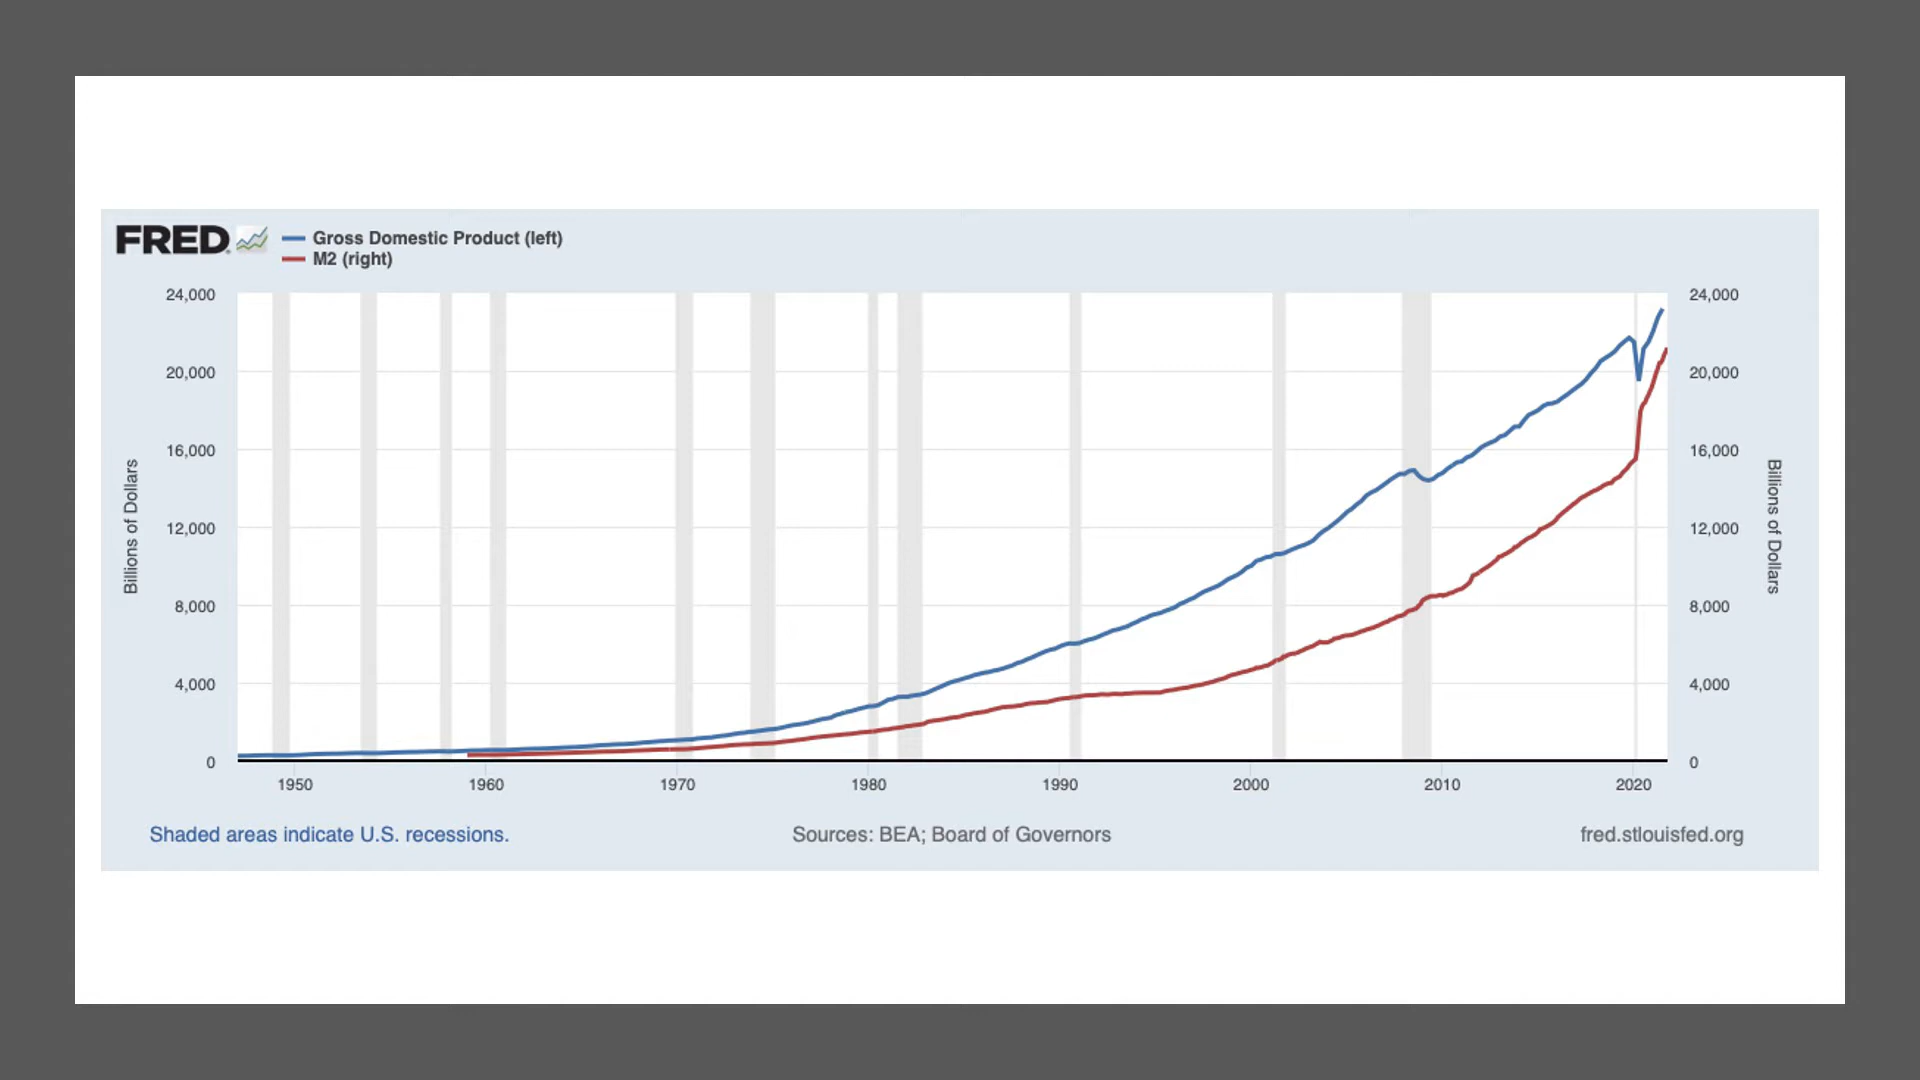 FRED
Gross Domestic Product (left)
M2 (right)
24,000
20,000
16,000
12,000
8,000
4,000
0
Billions of Dollars
24,000
20,000
16,000
12,000
8,000
4,000
0
Billions of Dollars
1950 1960 1970 1980 1990 2000 2010 2020
Shaded areas indicate U.S. recessions. Sources: BEA; Board of Governors fred.stlouisfed.org